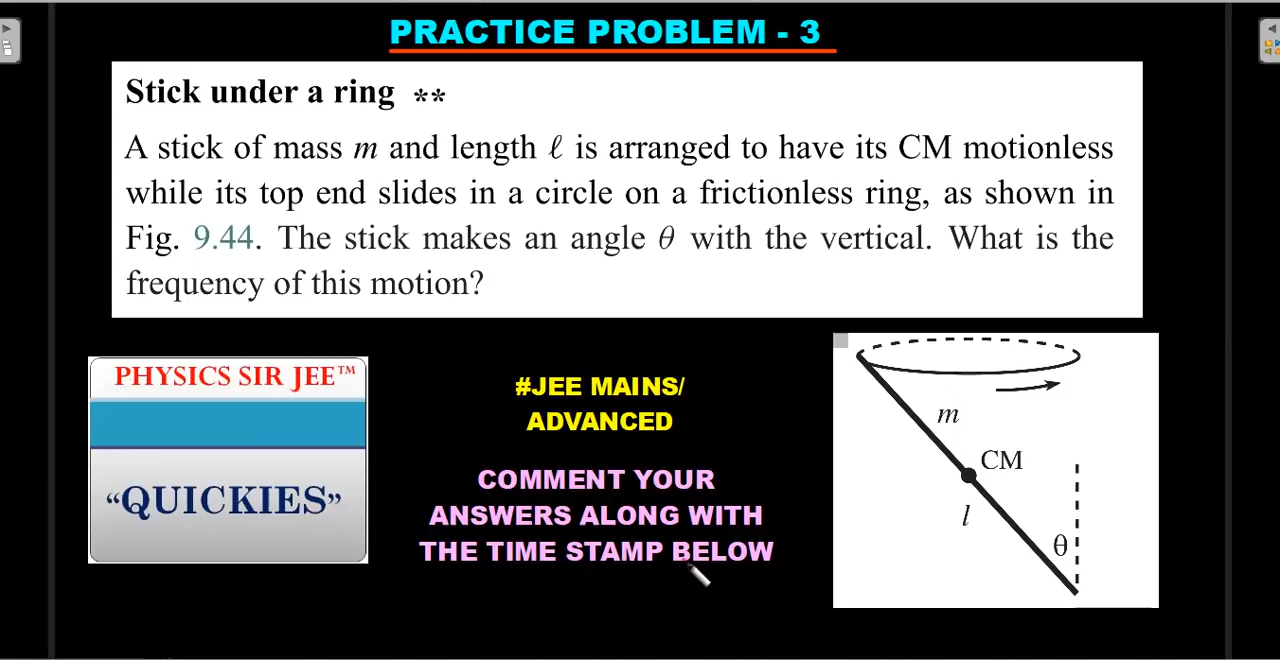 PRACTICE PROBLEM - 3
Stick under a ring **
A stick of mass m and length ℓ is arranged to have its CM motionless
while its top end slides in a circle on a frictionless ring, as shown in
Fig. 9.44. The stick makes an angle θ with the vertical. What is the
frequency of this motion?
PHYSICS SIR JEE™
“QUICKIES”
#JEE MAINS/
ADVANCED
COMMENT YOUR
ANSWERS ALONG WITH
THE TIME STAMP BELOW
m
CM
l
θ